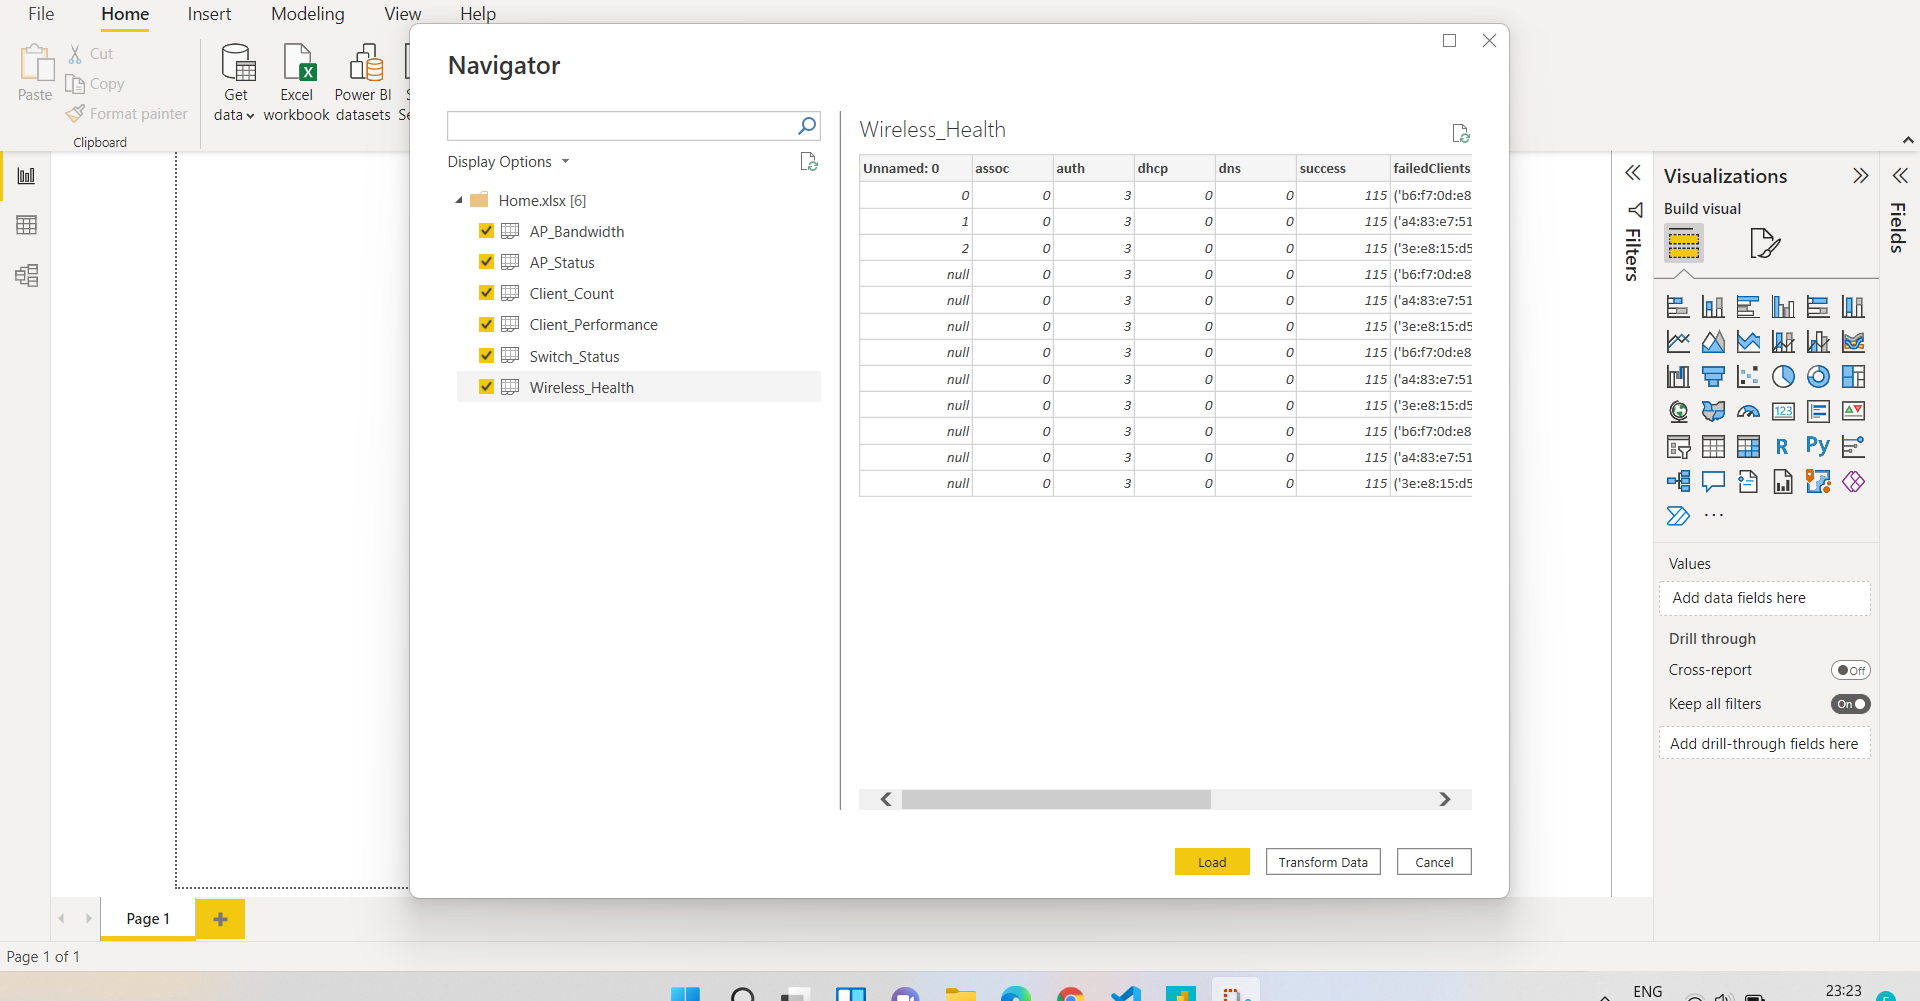 File Home Insert Modeling View Help
Paste
Cut
Copy
Format painter
Clipboard
Get data
Excel workbook
Power BI datasets
Navigator
Display Options
Home.xlsx [6]
AP_Bandwidth
AP_Status
Client_Count
Client_Performance
Switch_Status
Wireless_Health
Wireless_Health
Unnamed: 0 assoc auth dhcp dns success failedClients
0 0 3 0 0 115 ('b6:f7:0d:e8
1 0 3 0 0 115 ('a4:83:e7:51
2 0 3 0 0 115 ('3e:e8:15:d5
null 0 3 0 0 115 ('b6:f7:0d:e8
null 0 3 0 0 115 ('a4:83:e7:51
null 0 3 0 0 115 ('3e:e8:15:d5
null 0 3 0 0 115 ('b6:f7:0d:e8
null 0 3 0 0 115 ('a4:83:e7:51
null 0 3 0 0 115 ('3e:e8:15:d5
null 0 3 0 0 115 ('b6:f7:0d:e8
null 0 3 0 0 115 ('a4:83:e7:51
null 0 3 0 0 115 ('3e:e8:15:d5
Load Transform Data Cancel
Filters
Visualizations
Build visual
123
R Py
...
Values
Add data fields here
Drill through
Cross-report Off
Keep all filters On
Add drill-through fields here
Fields
Page 1
Page 1 of 1
ENG 23:23